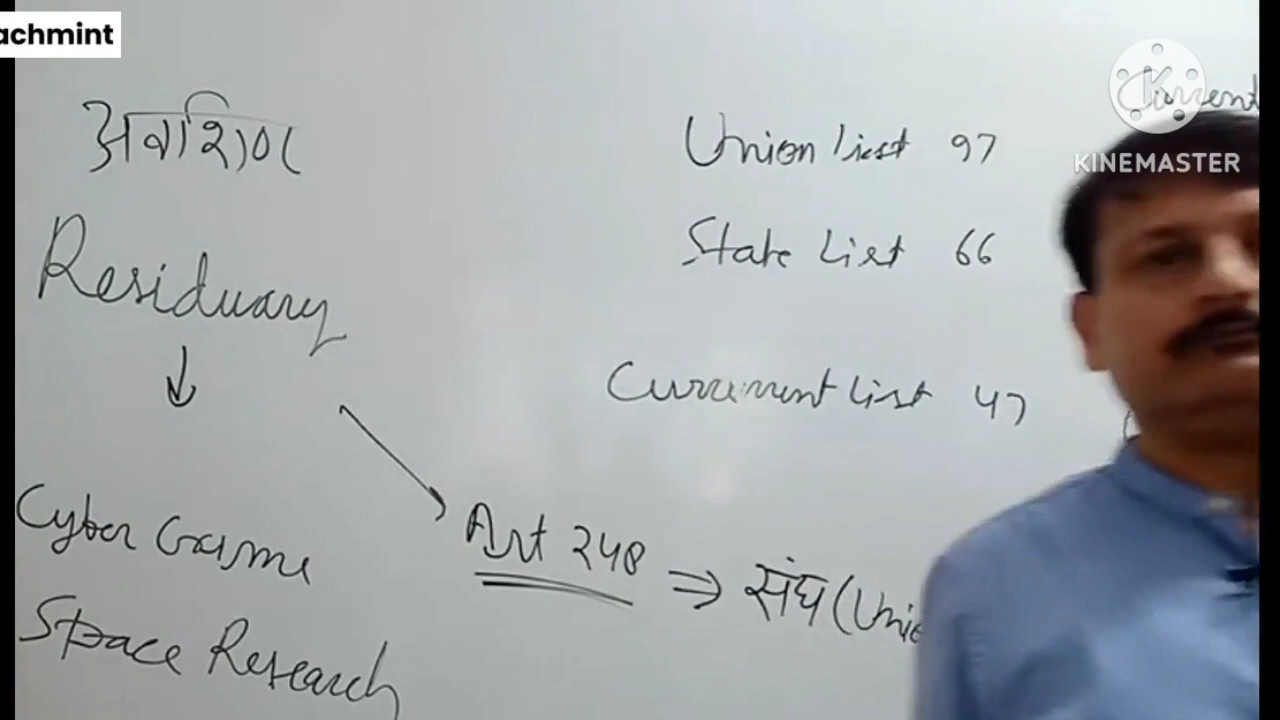 achmint
KINEMASTER
अवशिष्ट
Residuary
Cyber Crime
Space Research
Union list 97
State List 66
Current list 47
Art 248 ⇒ संघ (Unio